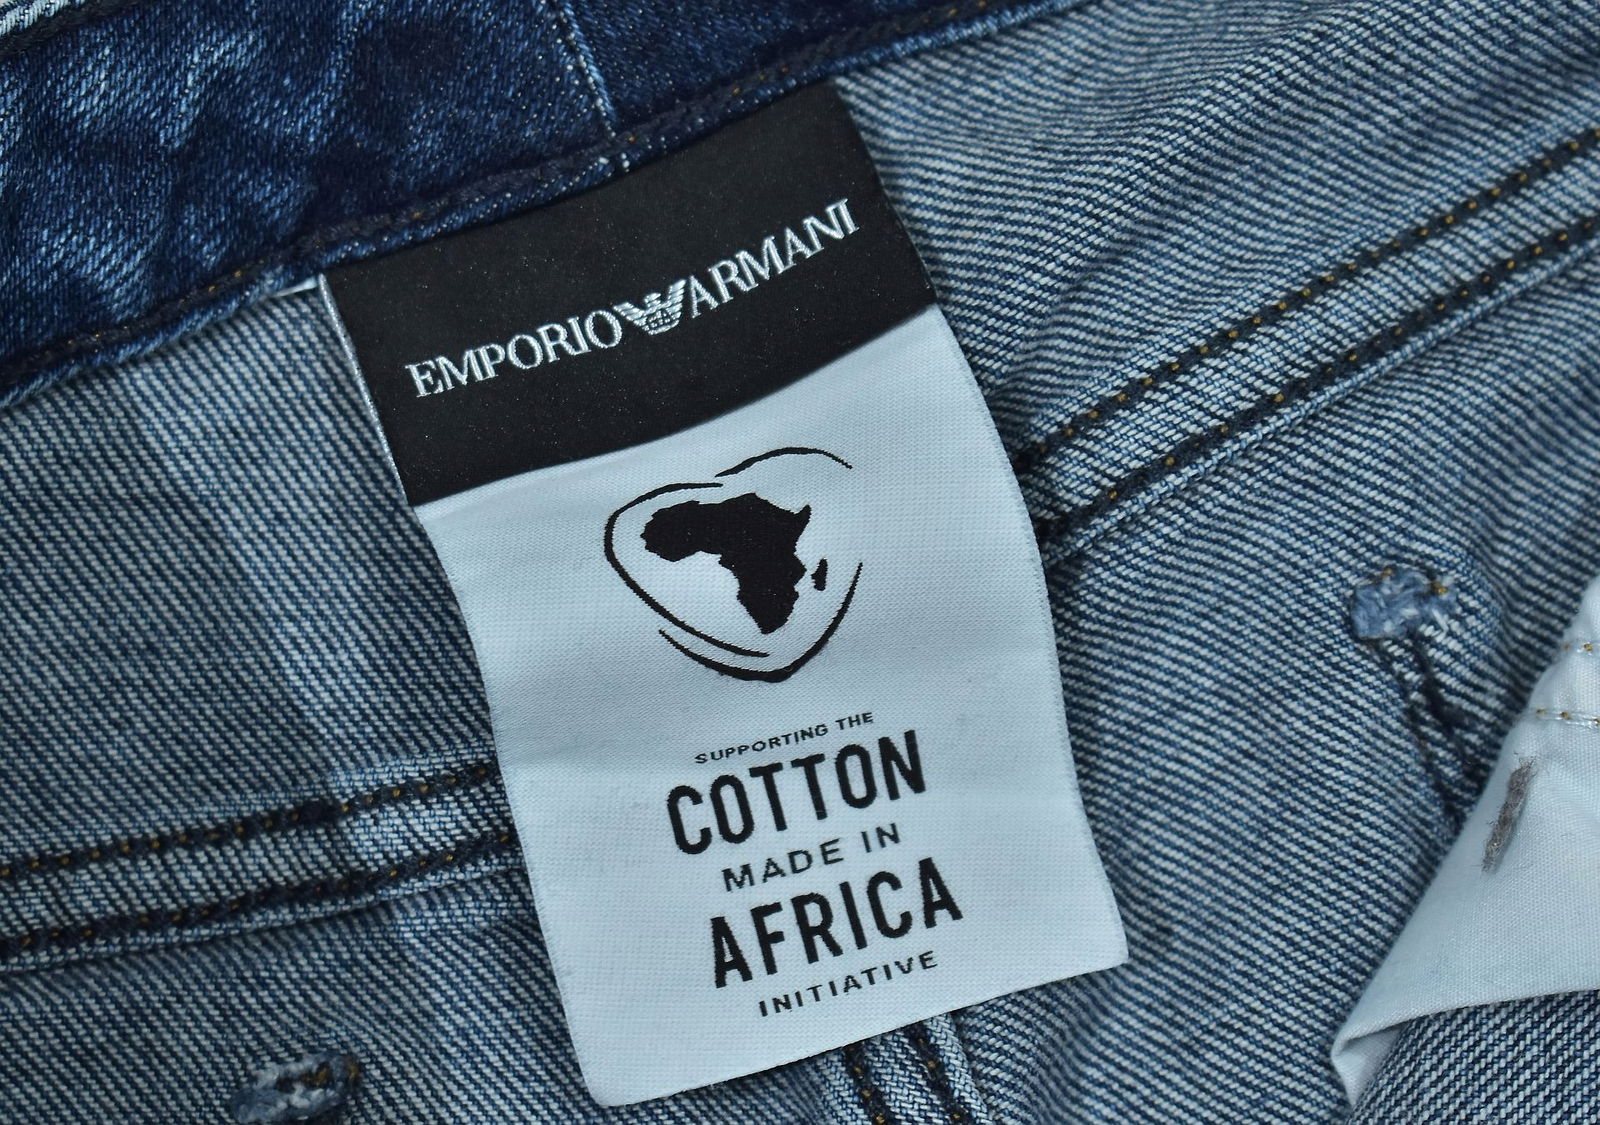 EMPORIO ARMANI
SUPPORTING THE
COTTON
MADE IN
AFRICA
INITIATIVE